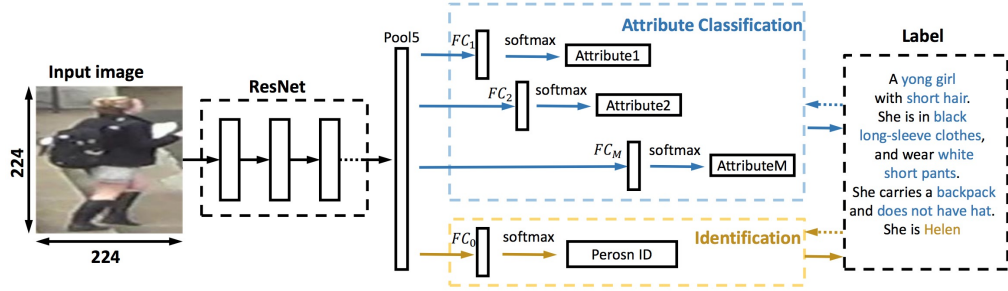 Input image
224
224
ResNet
Pool5
Attribute Classification
FC1
softmax
Attribute1
FC2
softmax
Attribute2
FCM
softmax
AttributeM
FC0
softmax
Perosn ID
Identification
Label
A yong girl
with short hair.
She is in black
long-sleeve clothes,
and wear white
short pants.
She carries a backpack
and does not have hat.
She is Helen